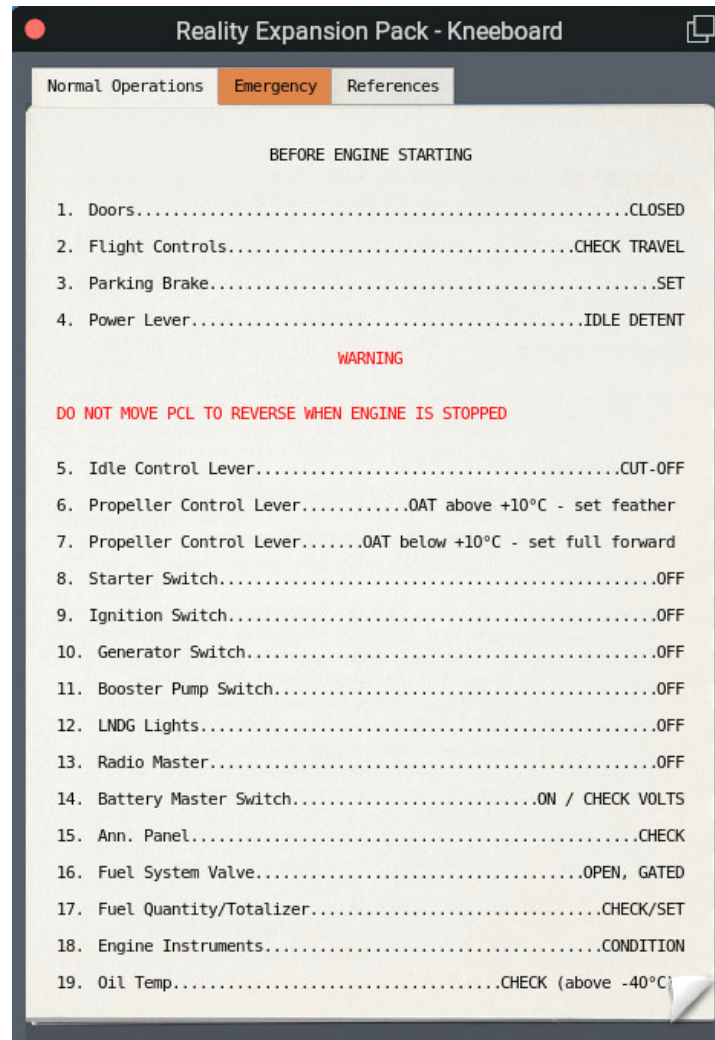 Reality Expansion Pack - Kneeboard
Normal Operations Emergency References
BEFORE ENGINE STARTING
1. Doors.......................................................CLOSED
2. Flight Controls......................................CHECK TRAVEL
3. Parking Brake..................................................SET
4. Power Lever...........................................IDLE DETENT
WARNING
DO NOT MOVE PCL TO REVERSE WHEN ENGINE IS STOPPED
5. Idle Control Lever........................................CUT-OFF
6. Propeller Control Lever............OAT above +10°C - set feather
7. Propeller Control Lever.......OAT below +10°C - set full forward
8. Starter Switch.................................................OFF
9. Ignition Switch................................................OFF
10. Generator Switch..............................................OFF
11. Booster Pump Switch...........................................OFF
12. LNDG Lights...................................................OFF
13. Radio Master..................................................OFF
14. Battery Master Switch...........................ON / CHECK VOLTS
15. Ann. Panel..................................................CHECK
16. Fuel System Valve....................................OPEN, GATED
17. Fuel Quantity/Totalizer................................CHECK/SET
18. Engine Instruments.....................................CONDITION
19. Oil Temp....................................CHECK (above -40°C)